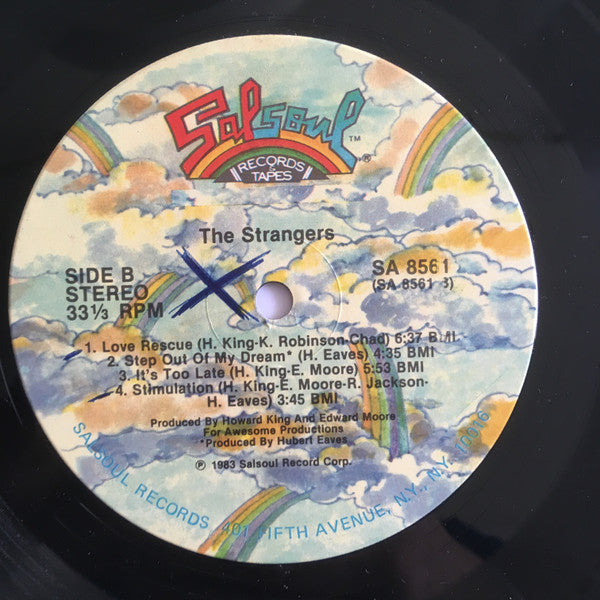 Salsoul ™
RECORDS & TAPES ®
The Strangers
SIDE B
STEREO
33⅓ RPM
SA 8561
(SA 8561 B)
1. Love Rescue (H. King-K. Robinson-Chad) 6:37 BMI
2. Step Out Of My Dream* (H. Eaves) 4:35 BMI
3. It's Too Late (H. King-E. Moore) 5:53 BMI
4. Stimulation (H. King-E. Moore-R. Jackson-
H. Eaves) 3:45 BMI
Produced By Howard King And Edward Moore
For Awesome Productions
*Produced By Hubert Eaves
℗ 1983 Salsoul Record Corp.
SALSOUL RECORDS 401 FIFTH AVENUE, N.Y., N.Y. 10016